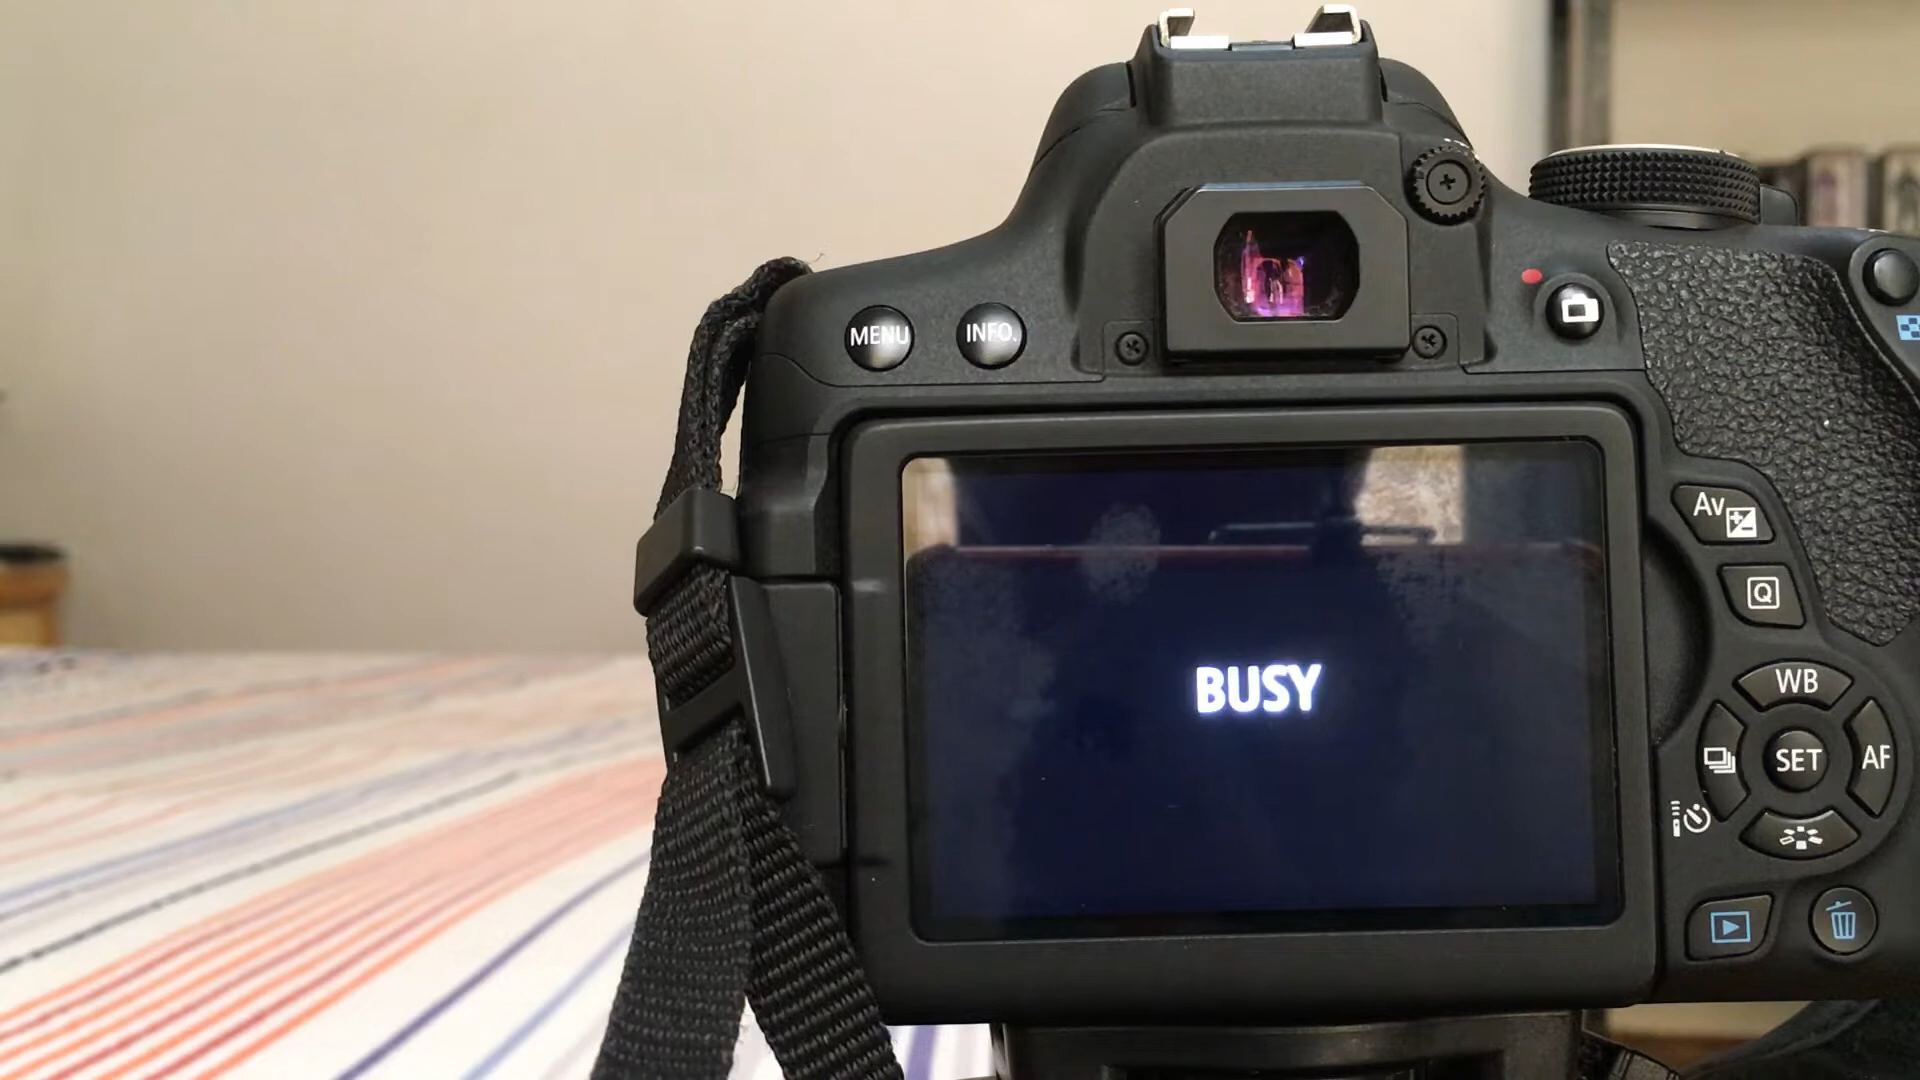 MENU
INFO.
Av
Q
BUSY
WB
SET
AF